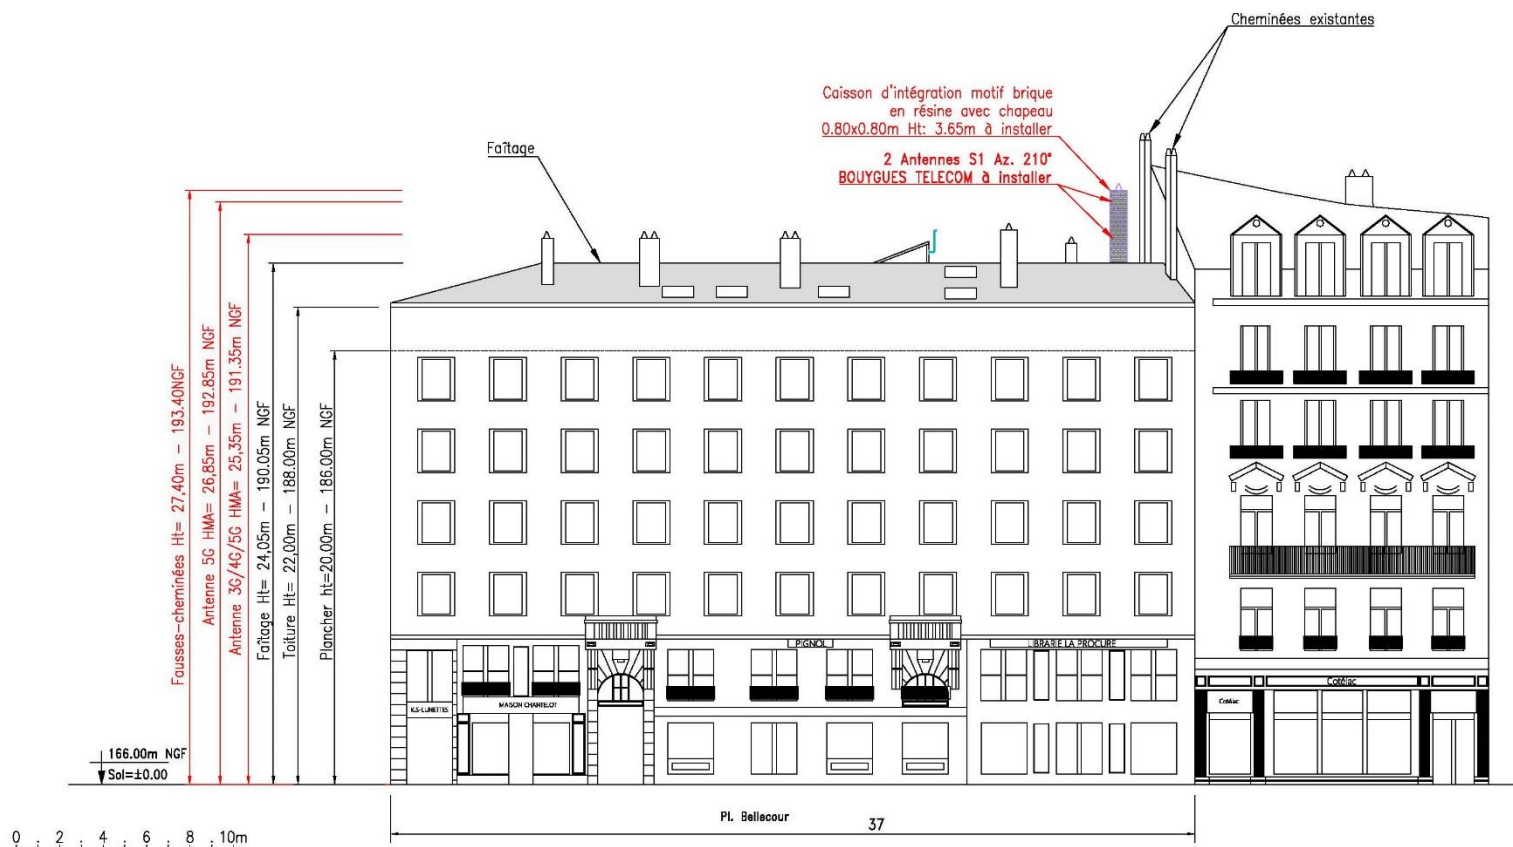 Cheminées existantes
Caisson d'intégration motif brique
en résine avec chapeau
0.80x0.80m Ht: 3.65m à installer
2 Antennes S1 Az. 210°
BOUYGUES TELECOM à installer
Faîtage
Fausses-cheminées Ht= 27,40m - 193.40NGF
Antenne 5G HMA= 26,85m - 192.85m NGF
Antenne 3G/4G/5G HMA= 25,35m - 191.35m NGF
Faîtage Ht= 24,05m - 190.05m NGF
Toiture Ht= 22,00m - 188.00m NGF
Plancher ht=20,00m - 186.00m NGF
PIGNOL
LIBRARIE LA PROCURE
KS-LUNETTES
MAISON CHANTELOT
Cotélac
Cotélac
166.00m NGF
Sol=±0.00
Pl. Bellecour
37
0 2 4 6 8 10m